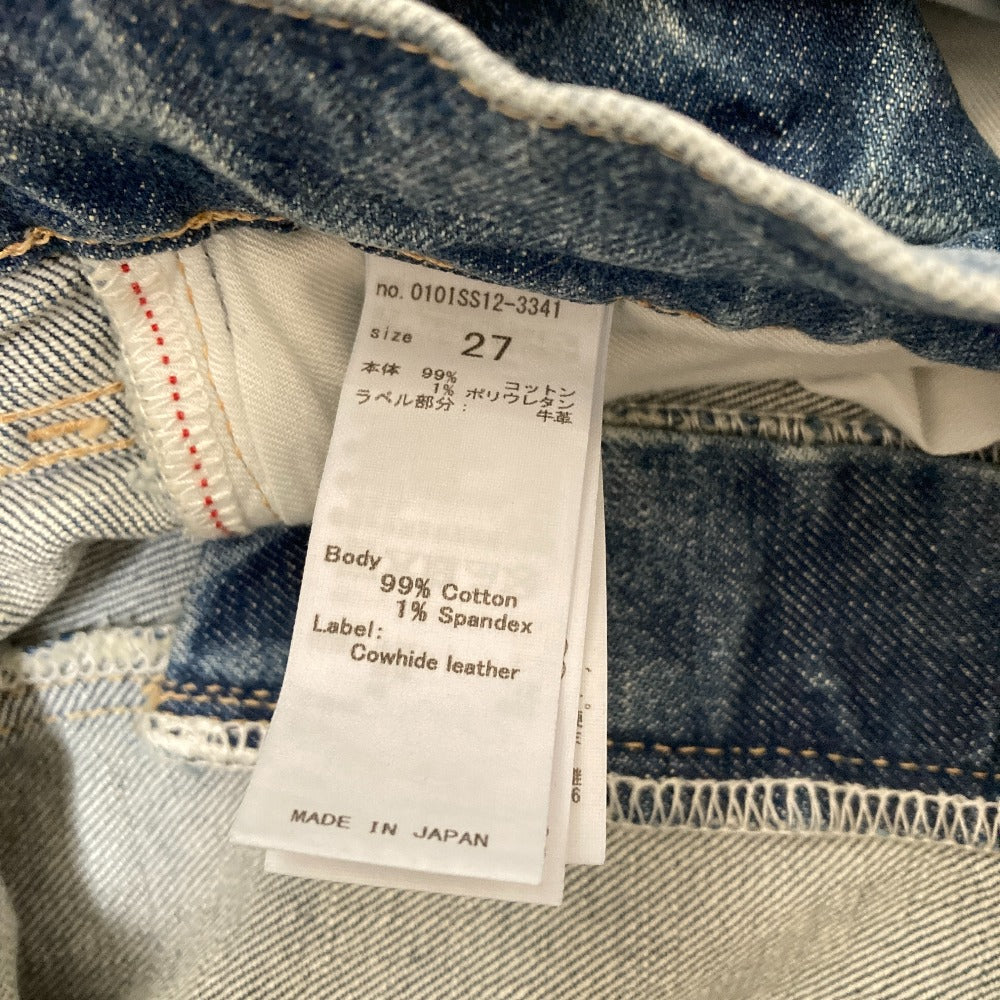 no. 0101SS12-3341
size 27
本体 99% コットン
1% ポリウレタン
ラベル部分: 牛革
Body
99% Cotton
1% Spandex
Label:
Cowhide leather
MADE IN JAPAN